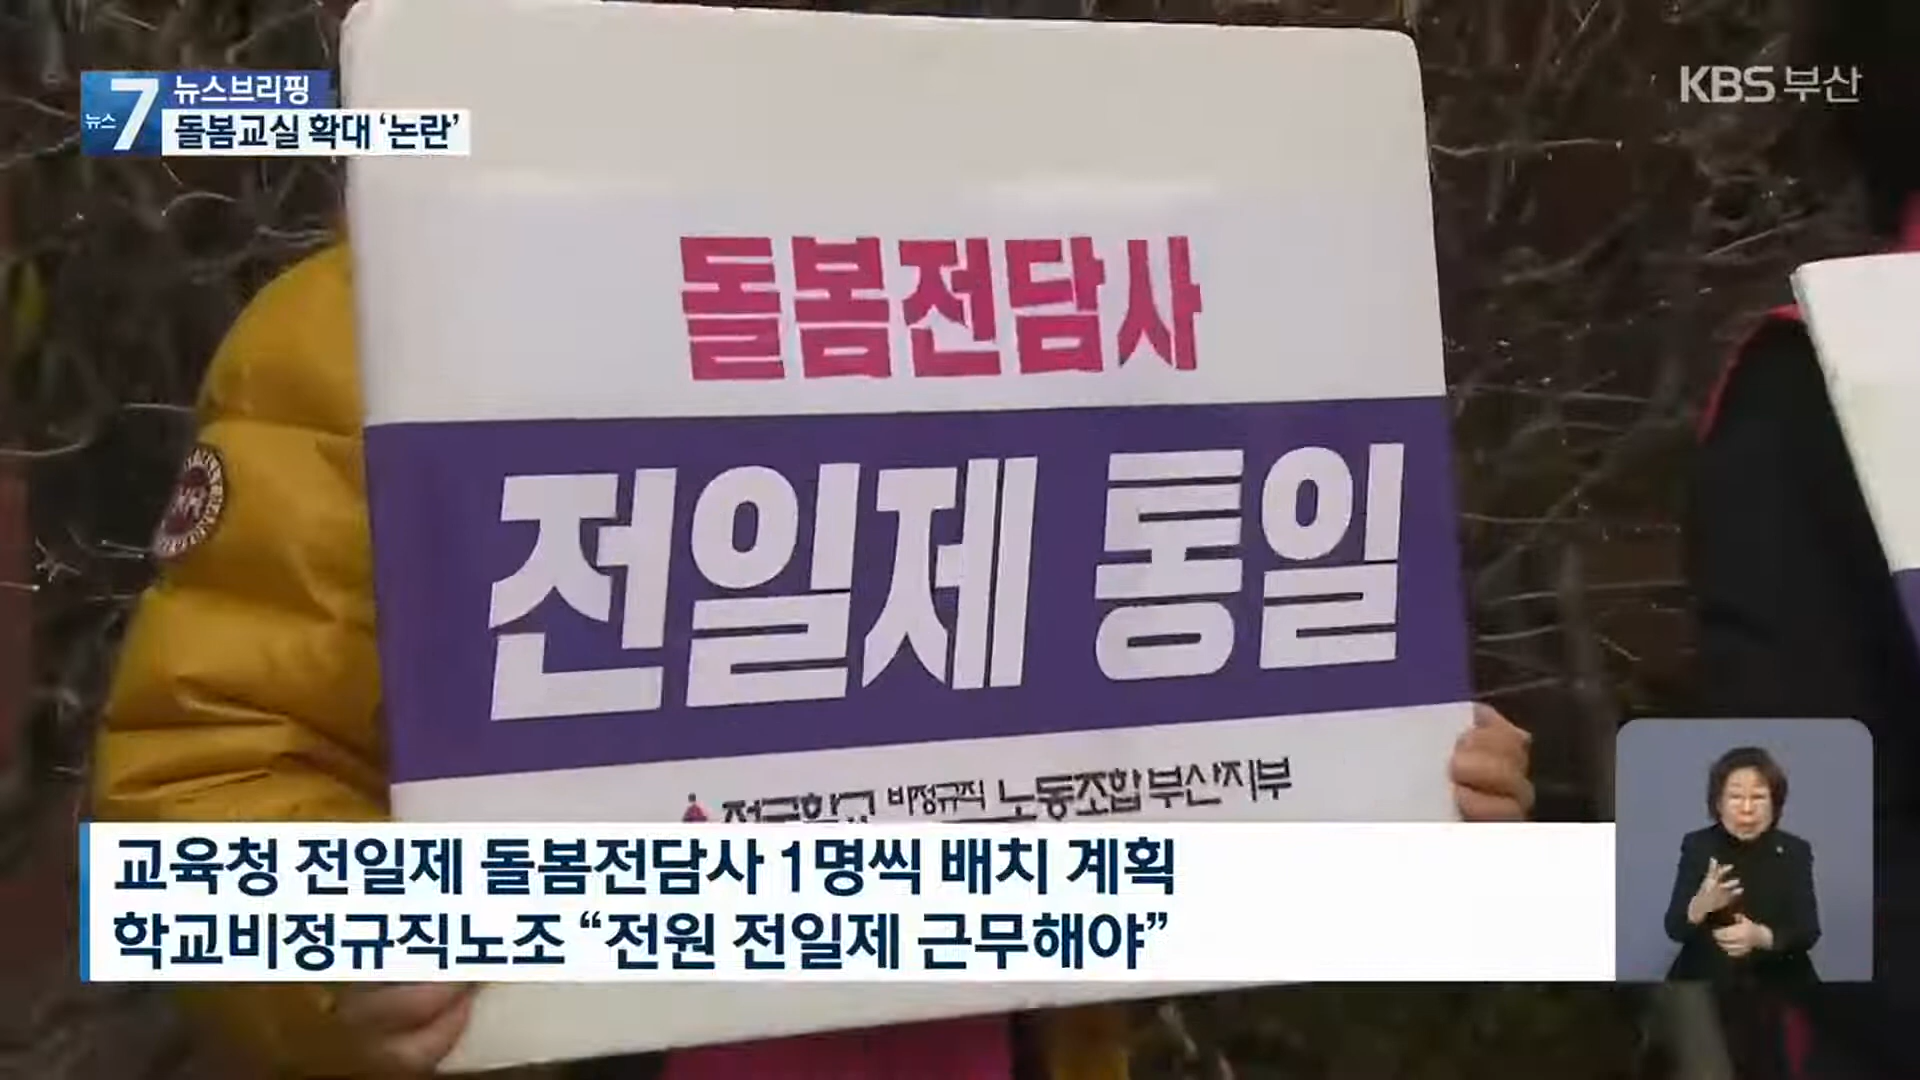 뉴스브리핑
뉴스7
돌봄교실 확대 ‘논란’
KBS 부산
돌봄전담사
전일제 통일
전국학교 비정규직 노동조합 부산지부
교육청 전일제 돌봄전담사 1명씩 배치 계획
학교비정규직노조 “전원 전일제 근무해야”